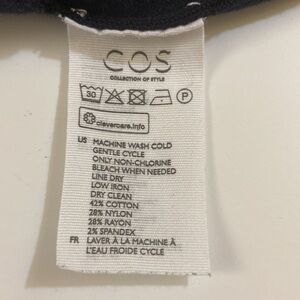 COS
COLLECTION OF STYLE
30 P
clevercare.info
US MACHINE WASH COLD
GENTLE CYCLE
ONLY NON-CHLORINE
BLEACH WHEN NEEDED
LINE DRY
LOW IRON
DRY CLEAN
42% COTTON
28% NYLON
28% RAYON
2% SPANDEX
FR LAVER À LA MACHINE À
L'EAU FROIDE CYCLE